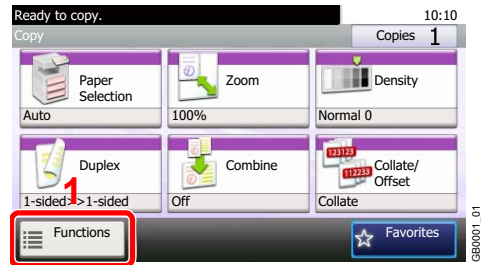 Ready to copy.
10:10
Copy
Copies 1
Paper
Selection
Auto
Zoom
100%
Density
Normal 0
Duplex
1-sided>>1-sided
Combine
Off
123123
112233
Collate/
Offset
Collate
1
Functions
Favorites
GB0001_01